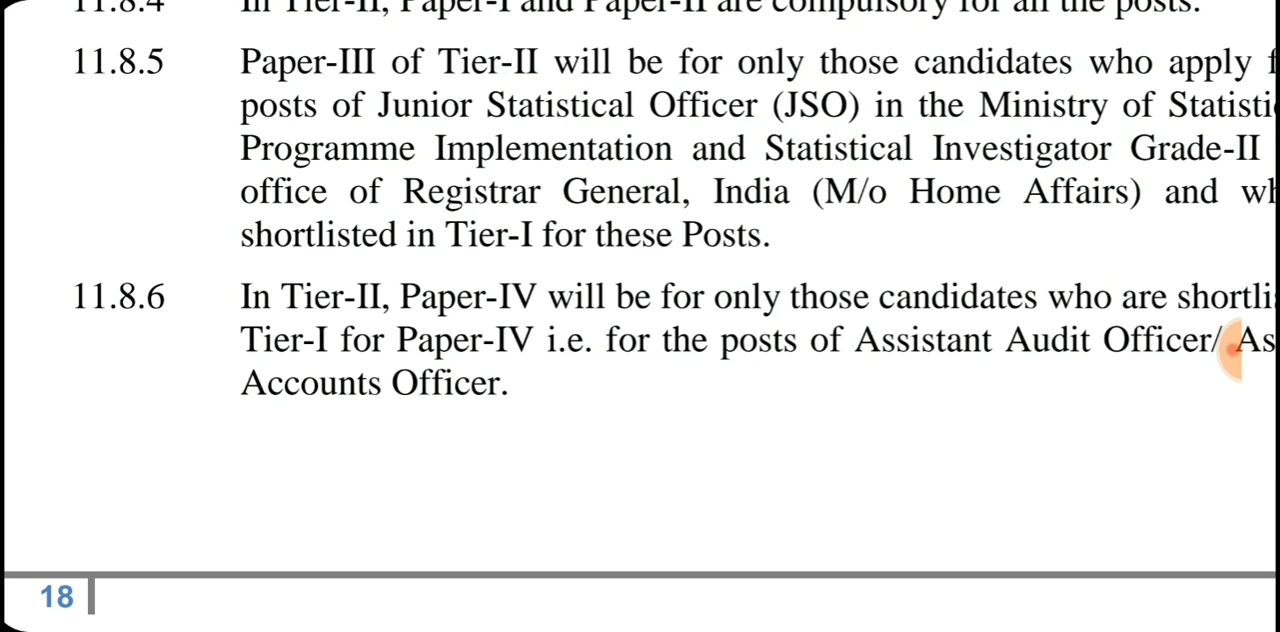 11.8.4 In Tier-II, Paper-I and Paper-II are compulsory for all the posts.
11.8.5 Paper-III of Tier-II will be for only those candidates who apply
posts of Junior Statistical Officer (JSO) in the Ministry of
Programme Implementation and Statistical Investigator Grade-II
office of Registrar General, India (M/o Home Affairs) and
shortlisted in Tier-I for these Posts.
11.8.6 In Tier-II, Paper-IV will be for only those candidates who are
Tier-I for Paper-IV i.e. for the posts of Assistant Audit Officer/
Accounts Officer.
18